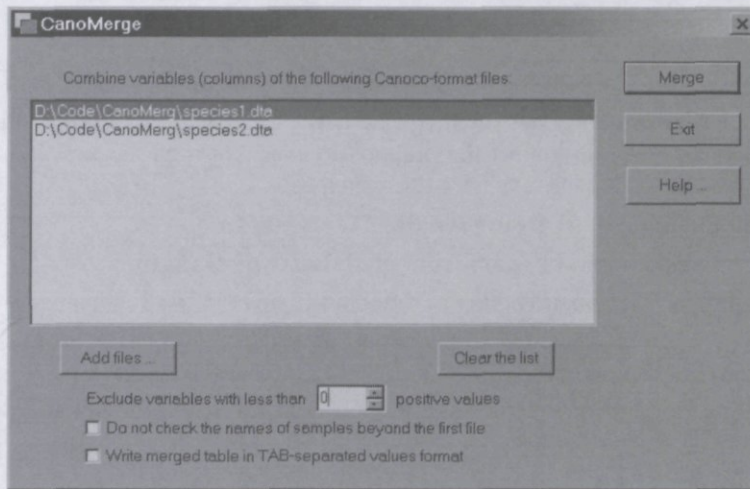 CanoMerge
Combine variables (columns) of the following Canoco-format files:
Merge
D:\Code\CanoMerg\species1.dta
D:\Code\CanoMerg\species2.dta
Exit
Help ...
Add files ...
Clear the list
Exclude variables with less than 0 positive values
Do not check the names of samples beyond the first file
Write merged table in TAB-separated values format